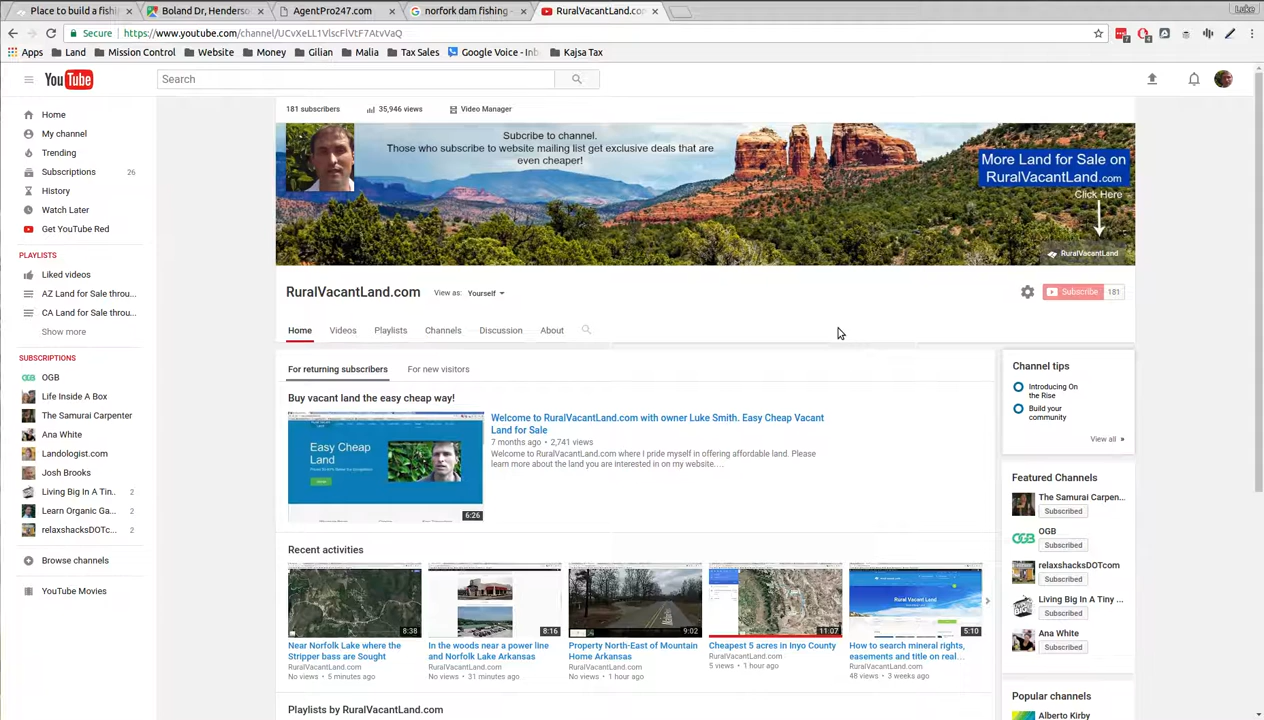 Place to build a fishin
Boland Dr, Henderso
AgentPro247.com
norfork dam fishing -
RuralVacantLand.co
Luke
Secure
https://www.youtube.com/channel/UCvXeLL1VlscFlVtF7AtvVaQ
Apps
Land
Mission Control
Website
Money
Gilian
Malia
Tax Sales
Google Voice - Inb
Kajsa Tax
YouTube
Search
Home
My channel
Trending
Subscriptions 26
History
Watch Later
Get YouTube Red
PLAYLISTS
Liked videos
AZ Land for Sale throu...
CA Land for Sale throu...
Show more
SUBSCRIPTIONS
OGB
Life Inside A Box
The Samurai Carpenter
Ana White
Landologist.com
Josh Brooks
Living Big In A Tin... 2
Learn Organic Ga... 2
relaxshacksDOTc... 2
Browse channels
YouTube Movies
181 subscribers
35,946 views
Video Manager
Subcribe to channel.
Those who subscribe to website mailing list get exclusive deals that are
even cheaper!
More Land for Sale on
RuralVacantLand.com
Click Here
RuralVacantLand
RuralVacantLand.com
View as: Yourself
Subscribe 181
Home
Videos
Playlists
Channels
Discussion
About
For returning subscribers
For new visitors
Buy vacant land the easy cheap way!
Easy Cheap
Land
6:26
Welcome to RuralVacantLand.com with owner Luke Smith. Easy Cheap Vacant
Land for Sale
7 months ago • 2,741 views
Welcome to RuralVacantLand.com where I pride myself in offering affordable land. Please
learn more about the land you are interested in on my website....
Recent activities
8:38
Near Norfolk Lake where the
Stripper bass are Sought
RuralVacantLand.com
No views • 5 minutes ago
8:16
In the woods near a power line
and Norfolk Lake Arkansas
RuralVacantLand.com
No views • 31 minutes ago
9:02
Property North-East of Mountain
Home Arkansas
RuralVacantLand.com
No views • 1 hour ago
11:07
Cheapest 5 acres in Inyo County
RuralVacantLand.com
5 views • 1 hour ago
Rural Vacant Land
5:10
How to search mineral rights,
easements and title on real...
RuralVacantLand.com
48 views • 3 weeks ago
Playlists by RuralVacantLand.com
Channel tips
Introducing On
the Rise
Build your
community
View all »
Featured Channels
The Samurai Carpen...
Subscribed
OGB
Subscribed
relaxshacksDOTcom
Subscribed
Living Big In A Tiny ...
Subscribed
Ana White
Subscribed
Popular channels
Alberto Kirby